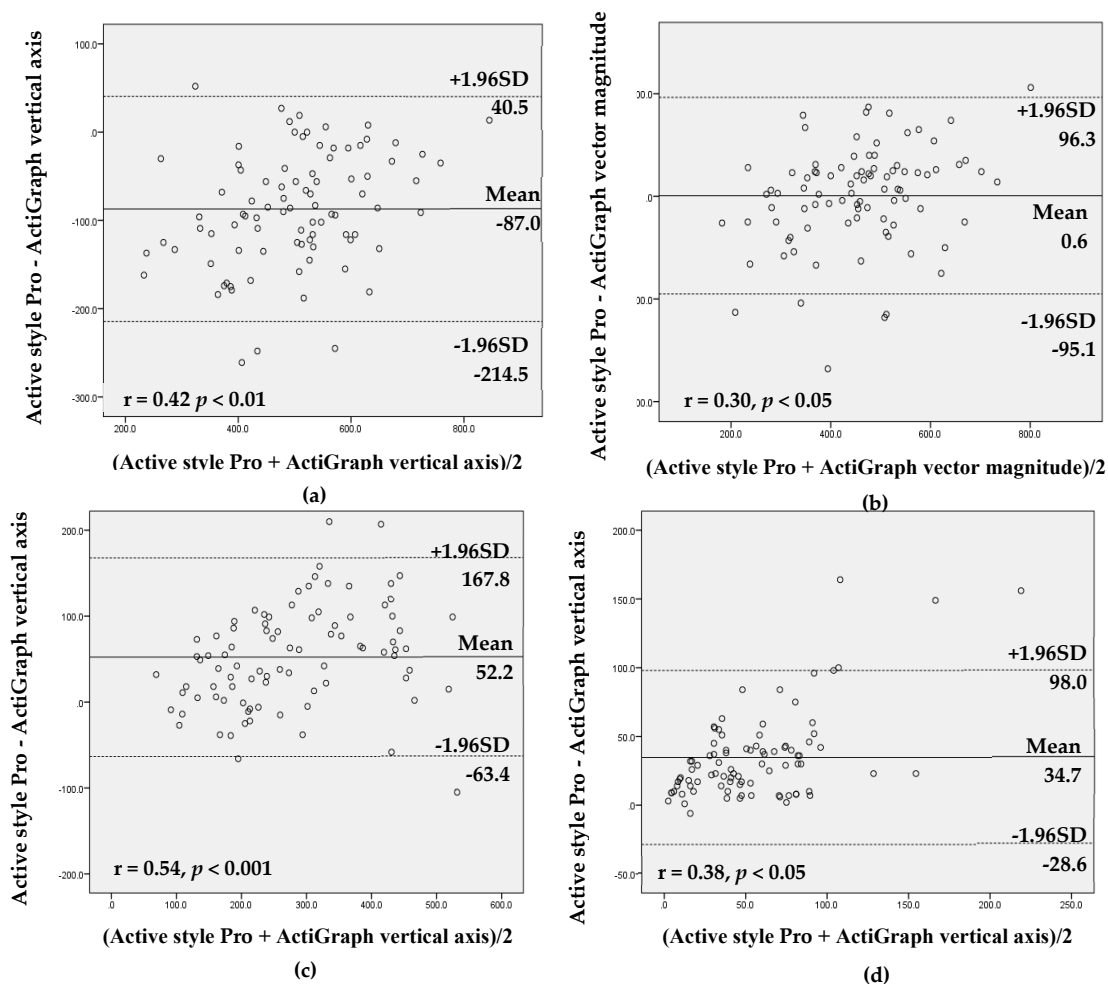 Active style Pro - ActiGraph vertical axis
100.0
.0
-100.0
-200.0
-300.0
+1.96SD
40.5
Mean
-87.0
-1.96SD
-214.5
r = 0.42 p < 0.01
200.0 400.0 600.0 800.0
(Active style Pro + ActiGraph vertical axis)/2
(a)
Active style Pro - ActiGraph vector magnitude
+1.96SD
96.3
Mean
0.6
-1.96SD
-95.1
r = 0.30, p < 0.05
200.0 400.0 600.0 800.0
(Active style Pro + ActiGraph vector magnitude)/2
(b)
Active style Pro - ActiGraph vertical axis
200.0
100.0
.0
-100.0
-200.0
+1.96SD
167.8
Mean
52.2
-1.96SD
-63.4
r = 0.54, p < 0.001
.0 100.0 200.0 300.0 400.0 500.0 600.0
(Active style Pro + ActiGraph vertical axis)/2
(c)
Active style Pro - ActiGraph vertical axis
200.0
150.0
100.0
50.0
.0
-50.0
+1.96SD
98.0
Mean
34.7
-1.96SD
-28.6
r = 0.38, p < 0.05
.0 50.0 100.0 150.0 200.0 250.0
(Active style Pro + ActiGraph vertical axis)/2
(d)